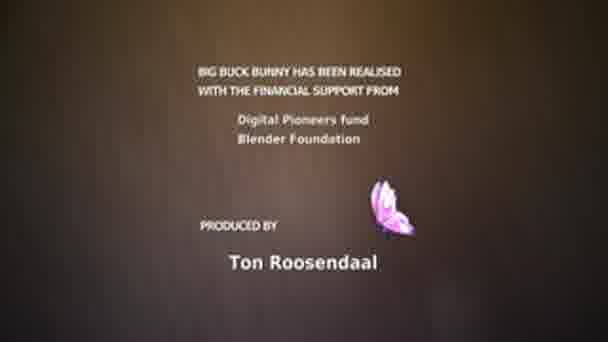 BIG BUCK BUNNY HAS BEEN REALISED
WITH THE FINANCIAL SUPPORT FROM
Digital Pioneers fund
Blender Foundation
PRODUCED BY
Ton Roosendaal